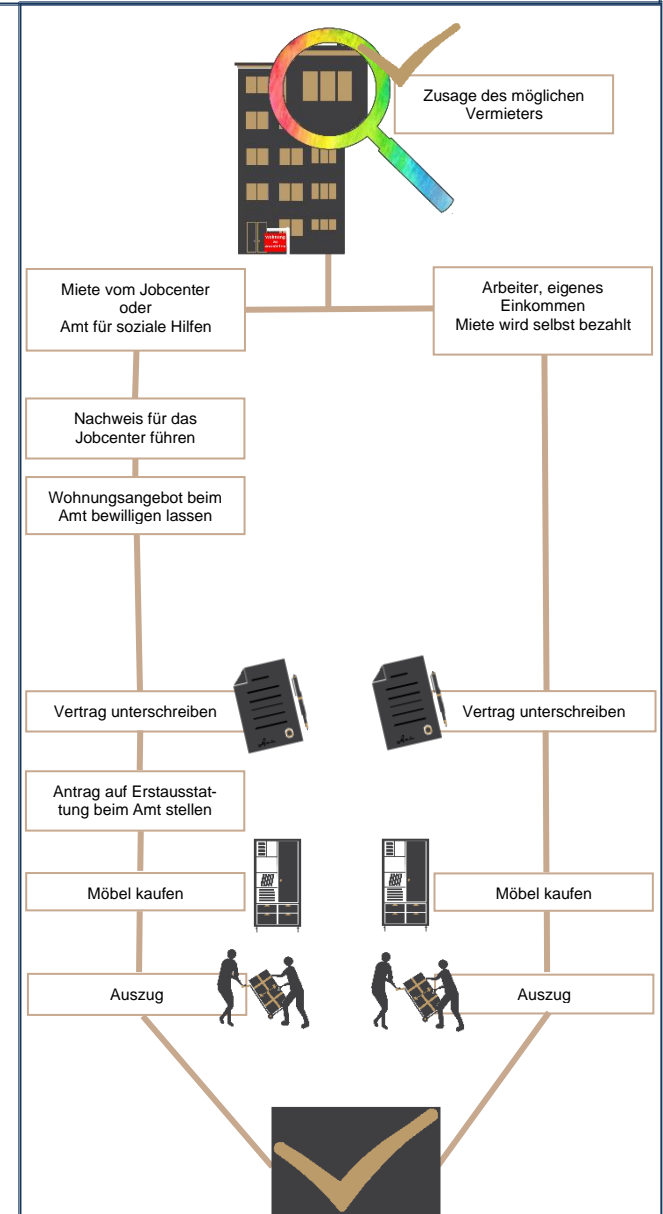 Zusage des möglichen
Vermieters
Wohnung
Miete vom Jobcenter
oder
Amt für soziale Hilfen
Arbeiter, eigenes
Einkommen
Miete wird selbst bezahlt
Nachweis für das
Jobcenter führen
Wohnungsangebot beim
Amt bewilligen lassen
Vertrag unterschreiben
Vertrag unterschreiben
Antrag auf Erstausstat-
tung beim Amt stellen
Möbel kaufen
Möbel kaufen
Auszug
Auszug